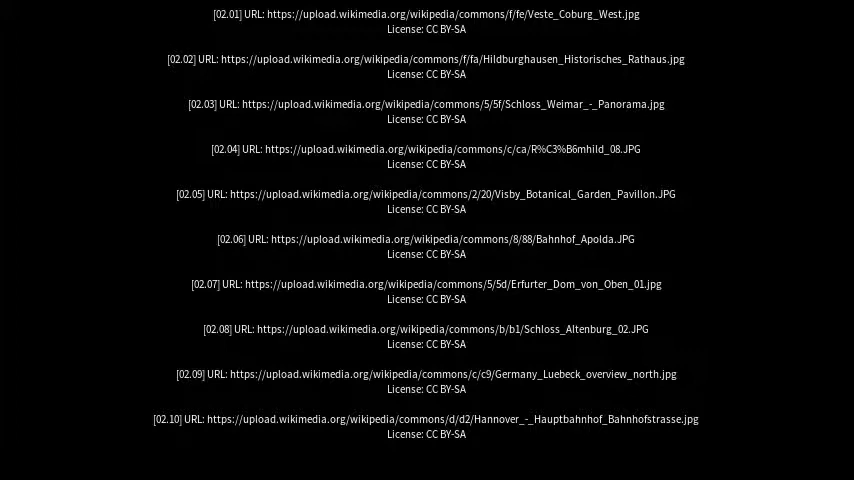 [02.01] URL: https://upload.wikimedia.org/wikipedia/commons/f/fe/Veste_Coburg_West.jpg
License: CC BY-SA
[02.02] URL: https://upload.wikimedia.org/wikipedia/commons/f/fa/Hildburghausen_Historisches_Rathaus.jpg
License: CC BY-SA
[02.03] URL: https://upload.wikimedia.org/wikipedia/commons/5/5f/Schloss_Weimar_-_Panorama.jpg
License: CC BY-SA
[02.04] URL: https://upload.wikimedia.org/wikipedia/commons/c/ca/R%C3%B6mhild_08.JPG
License: CC BY-SA
[02.05] URL: https://upload.wikimedia.org/wikipedia/commons/2/20/Visby_Botanical_Garden_Pavillon.JPG
License: CC BY-SA
[02.06] URL: https://upload.wikimedia.org/wikipedia/commons/8/88/Bahnhof_Apolda.JPG
License: CC BY-SA
[02.07] URL: https://upload.wikimedia.org/wikipedia/commons/5/5d/Erfurter_Dom_von_Oben_01.jpg
License: CC BY-SA
[02.08] URL: https://upload.wikimedia.org/wikipedia/commons/b/b1/Schloss_Altenburg_02.JPG
License: CC BY-SA
[02.09] URL: https://upload.wikimedia.org/wikipedia/commons/c/c9/Germany_Luebeck_overview_north.jpg
License: CC BY-SA
[02.10] URL: https://upload.wikimedia.org/wikipedia/commons/d/d2/Hannover_-_Hauptbahnhof_Bahnhofstrasse.jpg
License: CC BY-SA